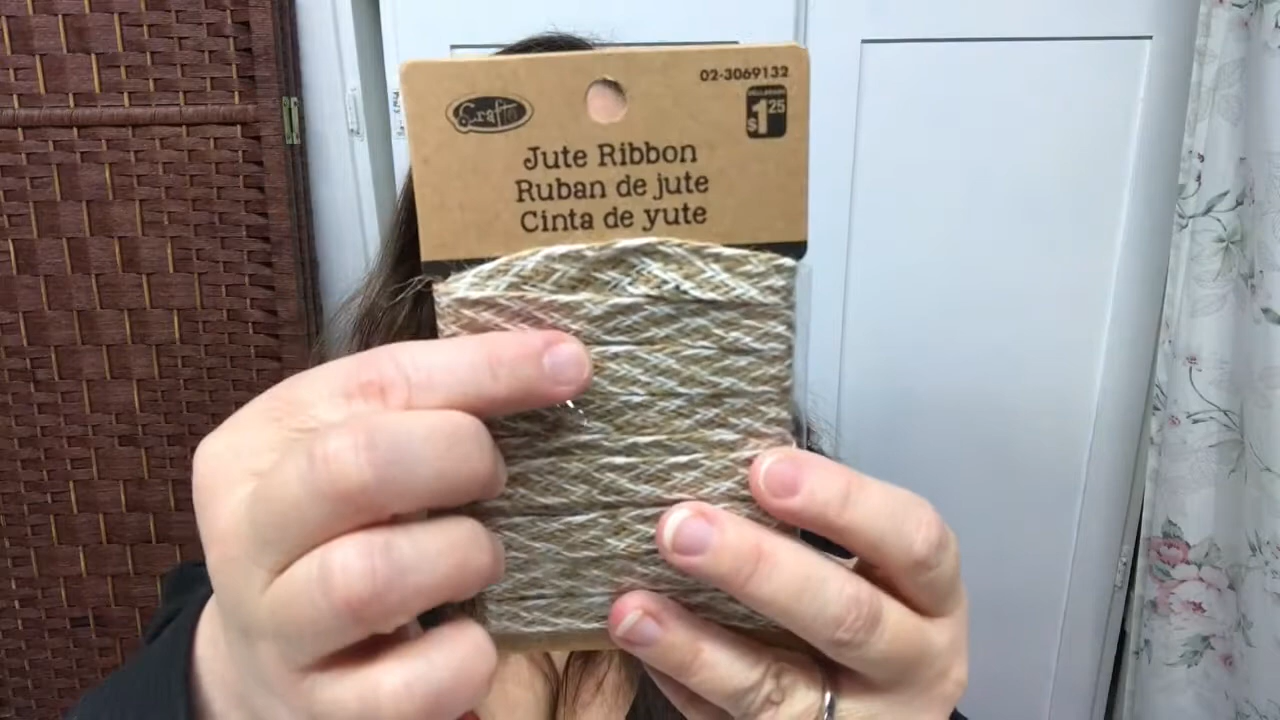 02-3069132
Crafts
$1 25
Jute Ribbon
Ruban de jute
Cinta de yute